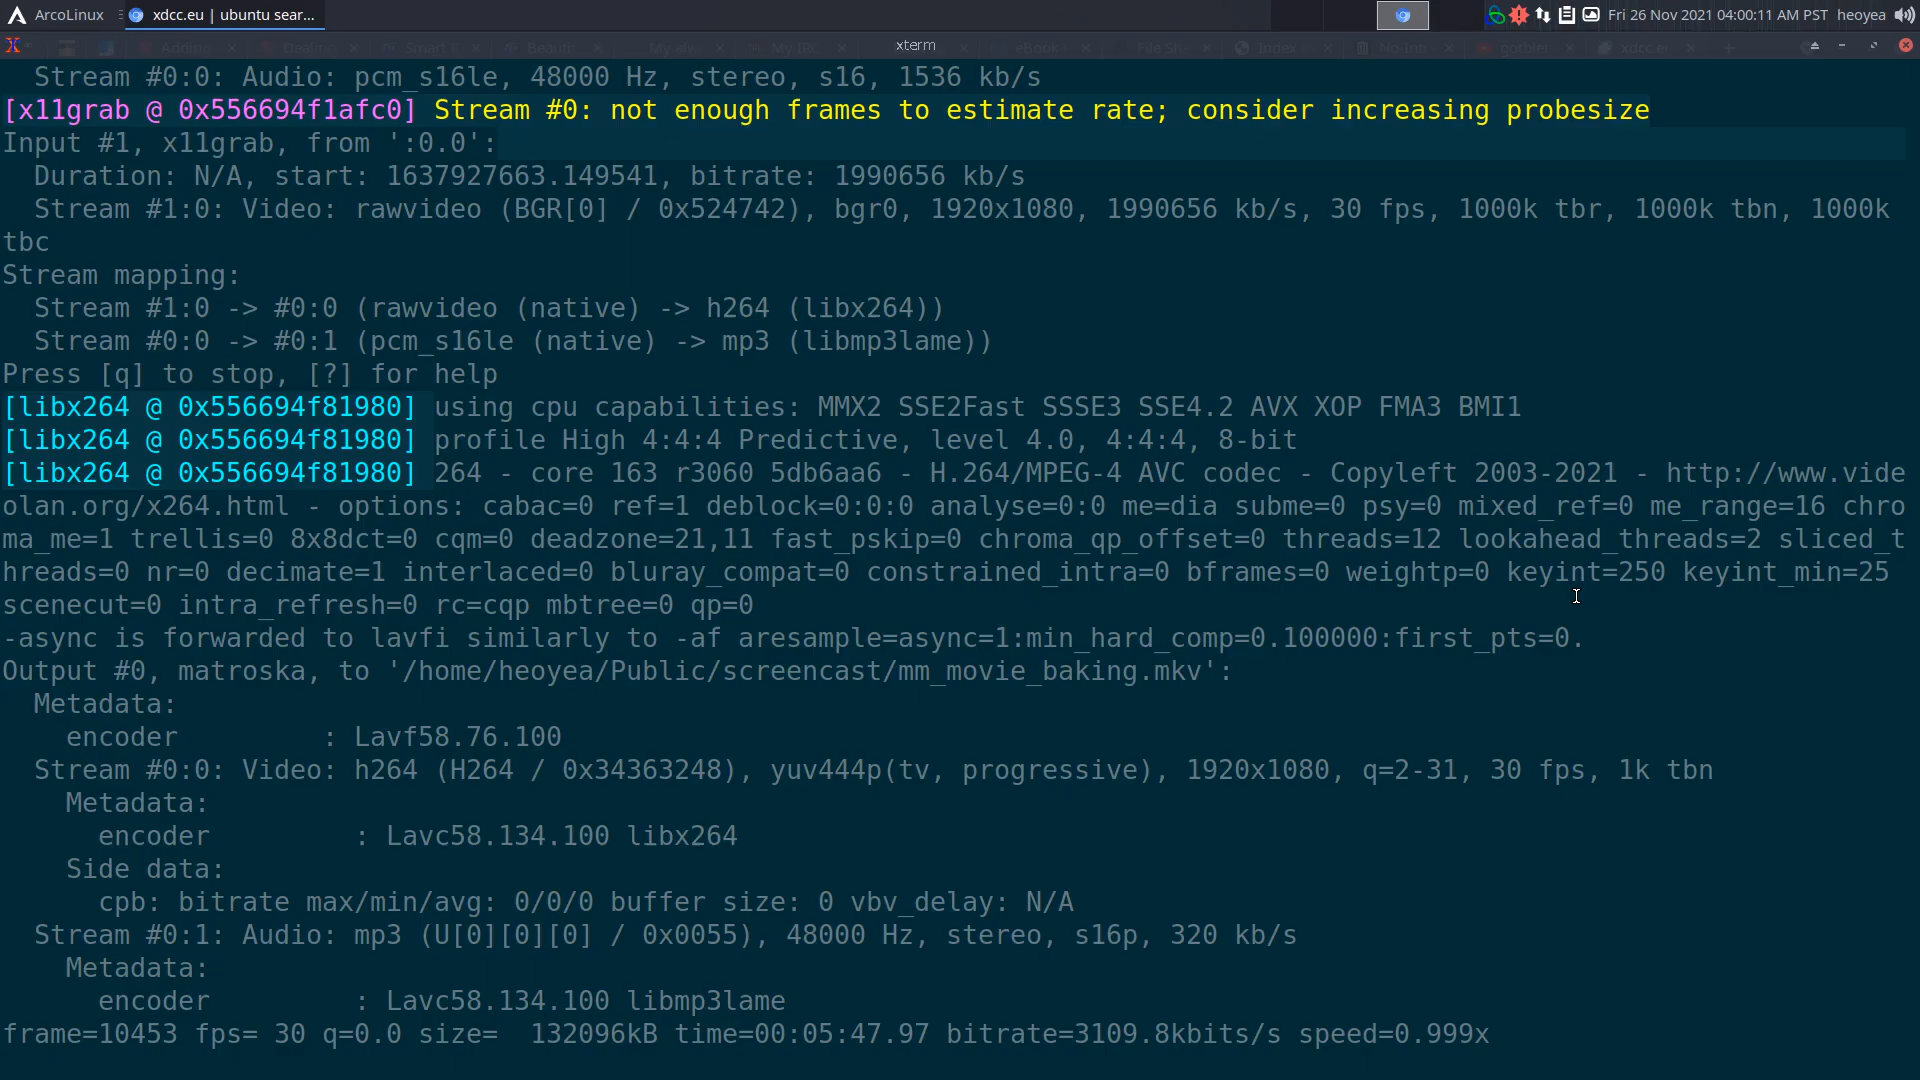 ArcoLinux xdcc.eu | ubuntu sear... Fri 26 Nov 2021 04:00:11 AM PST heoyea
xterm
Stream #0:0: Audio: pcm_s16le, 48000 Hz, stereo, s16, 1536 kb/s
[x11grab @ 0x556694f1afc0] Stream #0: not enough frames to estimate rate; consider increasing probesize
Input #1, x11grab, from ':0.0':
Duration: N/A, start: 1637927663.149541, bitrate: 1990656 kb/s
Stream #1:0: Video: rawvideo (BGR[0] / 0x524742), bgr0, 1920x1080, 1990656 kb/s, 30 fps, 1000k tbr, 1000k tbn, 1000k
tbc
Stream mapping:
Stream #1:0 -> #0:0 (rawvideo (native) -> h264 (libx264))
Stream #0:0 -> #0:1 (pcm_s16le (native) -> mp3 (libmp3lame))
Press [q] to stop, [?] for help
[libx264 @ 0x556694f81980] using cpu capabilities: MMX2 SSE2Fast SSSE3 SSE4.2 AVX XOP FMA3 BMI1
[libx264 @ 0x556694f81980] profile High 4:4:4 Predictive, level 4.0, 4:4:4, 8-bit
[libx264 @ 0x556694f81980] 264 - core 163 r3060 5db6aa6 - H.264/MPEG-4 AVC codec - Copyleft 2003-2021 - http://www.vide
olan.org/x264.html - options: cabac=0 ref=1 deblock=0:0:0 analyse=0:0 me=dia subme=0 psy=0 mixed_ref=0 me_range=16 chro
ma_me=1 trellis=0 8x8dct=0 cqm=0 deadzone=21,11 fast_pskip=0 chroma_qp_offset=0 threads=12 lookahead_threads=2 sliced_t
hreads=0 nr=0 decimate=1 interlaced=0 bluray_compat=0 constrained_intra=0 bframes=0 weightp=0 keyint=250 keyint_min=25
scenecut=0 intra_refresh=0 rc=cqp mbtree=0 qp=0
-async is forwarded to lavfi similarly to -af aresample=async=1:min_hard_comp=0.100000:first_pts=0.
Output #0, matroska, to '/home/heoyea/Public/screencast/mm_movie_baking.mkv':
Metadata:
encoder : Lavf58.76.100
Stream #0:0: Video: h264 (H264 / 0x34363248), yuv444p(tv, progressive), 1920x1080, q=2-31, 30 fps, 1k tbn
Metadata:
encoder : Lavc58.134.100 libx264
Side data:
cpb: bitrate max/min/avg: 0/0/0 buffer size: 0 vbv_delay: N/A
Stream #0:1: Audio: mp3 (U[0][0][0] / 0x0055), 48000 Hz, stereo, s16p, 320 kb/s
Metadata:
encoder : Lavc58.134.100 libmp3lame
frame=10453 fps= 30 q=0.0 size= 132096kB time=00:05:47.97 bitrate=3109.8kbits/s speed=0.999x